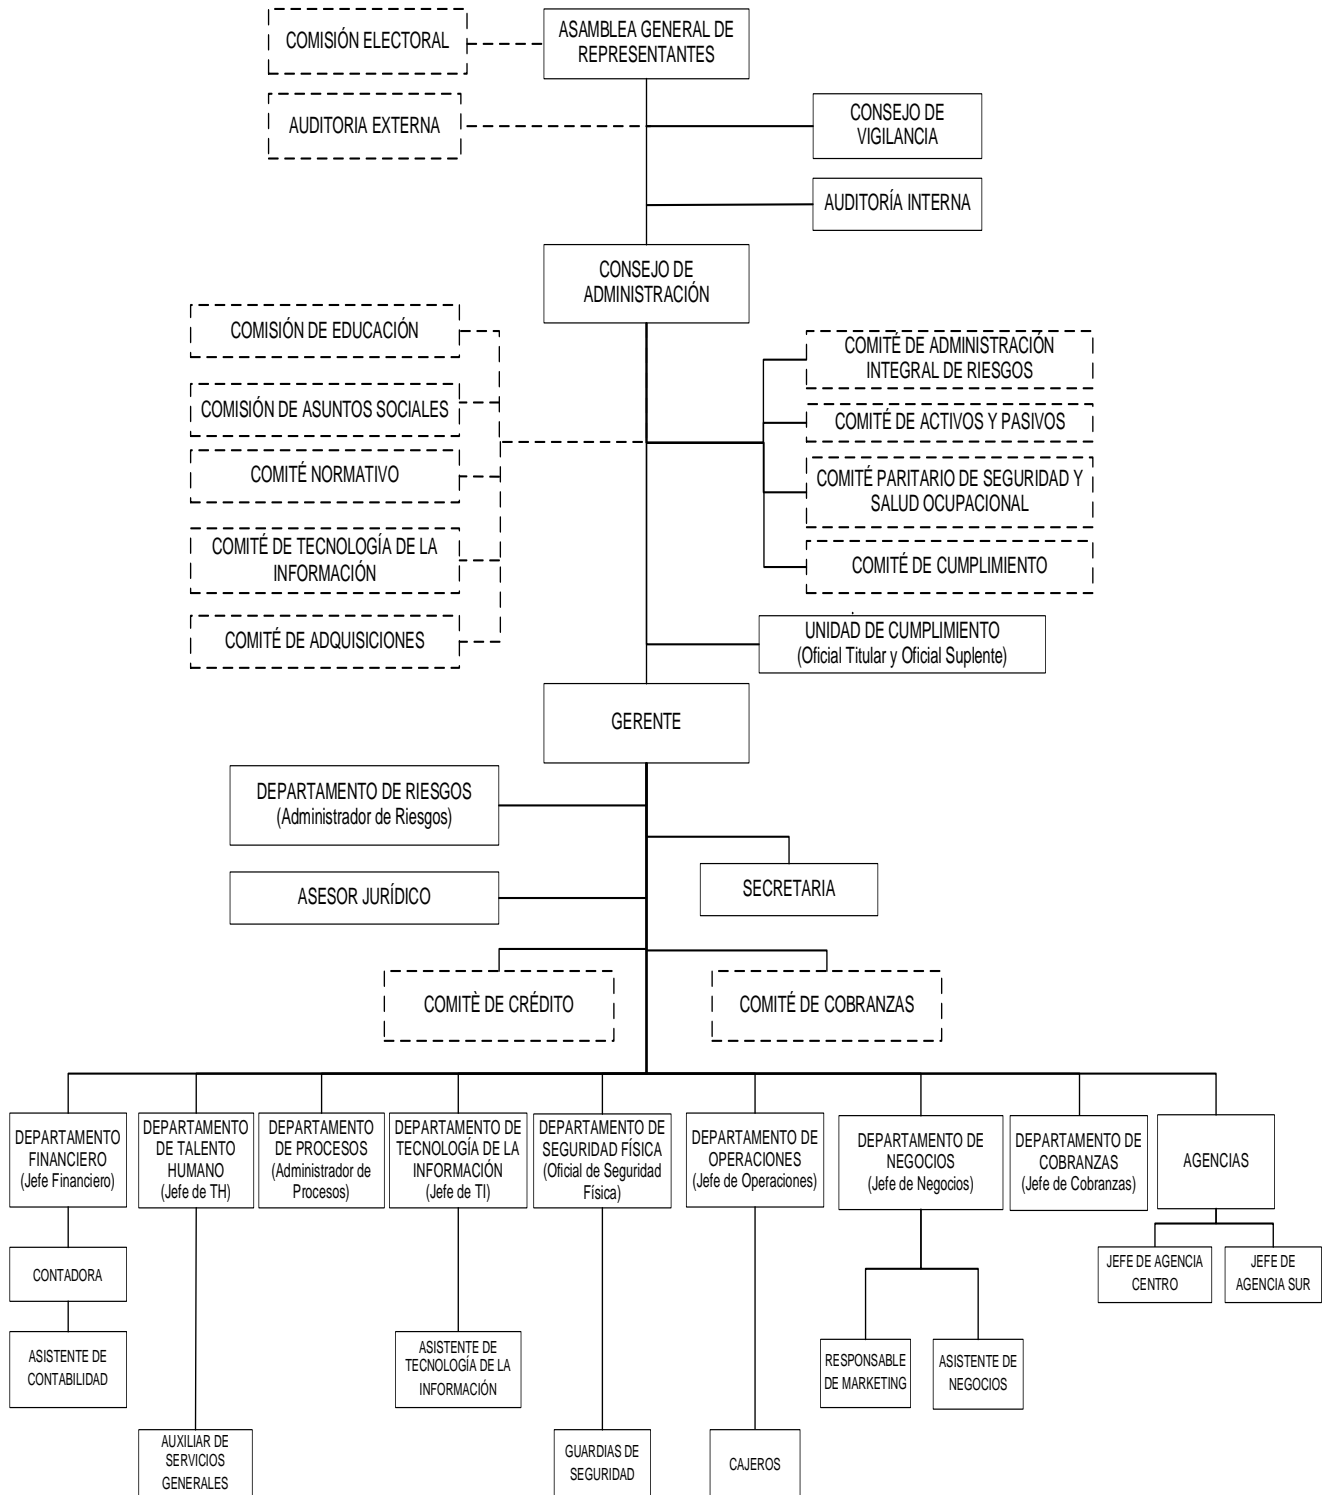 COMISIÓN ELECTORAL
ASAMBLEA GENERAL DE
REPRESENTANTES
AUDITORIA EXTERNA
CONSEJO DE
VIGILANCIA
AUDITORÍA INTERNA
CONSEJO DE
ADMINISTRACIÓN
COMISIÓN DE EDUCACIÓN
COMISIÓN DE ASUNTOS SOCIALES
COMITÉ NORMATIVO
COMITÉ DE TECNOLOGÍA DE LA
INFORMACIÓN
COMITÉ DE ADQUISICIONES
COMITÉ DE ADMINISTRACIÓN
INTEGRAL DE RIESGOS
COMITÉ DE ACTIVOS Y PASIVOS
COMITÉ PARITARIO DE SEGURIDAD Y
SALUD OCUPACIONAL
COMITÉ DE CUMPLIMIENTO
UNIDAD DE CUMPLIMIENTO
(Oficial Titular y Oficial Suplente)
GERENTE
DEPARTAMENTO DE RIESGOS
(Administrador de Riesgos)
ASESOR JURÍDICO
SECRETARIA
COMITÈ DE CRÉDITO
COMITÉ DE COBRANZAS
DEPARTAMENTO
FINANCIERO
(Jefe Financiero)
DEPARTAMENTO
DE TALENTO
HUMANO
(Jefe de TH)
DEPARTAMENTO
DE PROCESOS
(Administrador de
Procesos)
DEPARTAMENTO DE
TECNOLOGÍA DE LA
INFORMACIÓN
(Jefe de TI)
DEPARTAMENTO DE
SEGURIDAD FÍSICA
(Oficial de Seguridad
Física)
DEPARTAMENTO DE
OPERACIONES
(Jefe de Operaciones)
DEPARTAMENTO DE
NEGOCIOS
(Jefe de Negocios)
DEPARTAMENTO DE
COBRANZAS
(Jefe de Cobranzas)
AGENCIAS
CONTADORA
JEFE DE AGENCIA
CENTRO
JEFE DE
AGENCIA SUR
ASISTENTE DE
CONTABILIDAD
ASISTENTE DE
TECNOLOGÍA DE LA
INFORMACIÓN
RESPONSABLE
DE MARKETING
ASISTENTE DE
NEGOCIOS
AUXILIAR DE
SERVICIOS
GENERALES
GUARDIAS DE
SEGURIDAD
CAJEROS